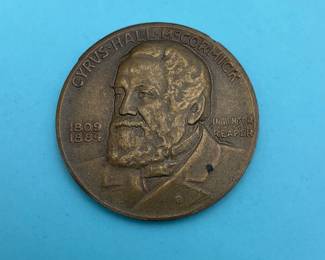 CYRUS·HALL·McCORMICK
1809
1884
INVENTOR
REAPER